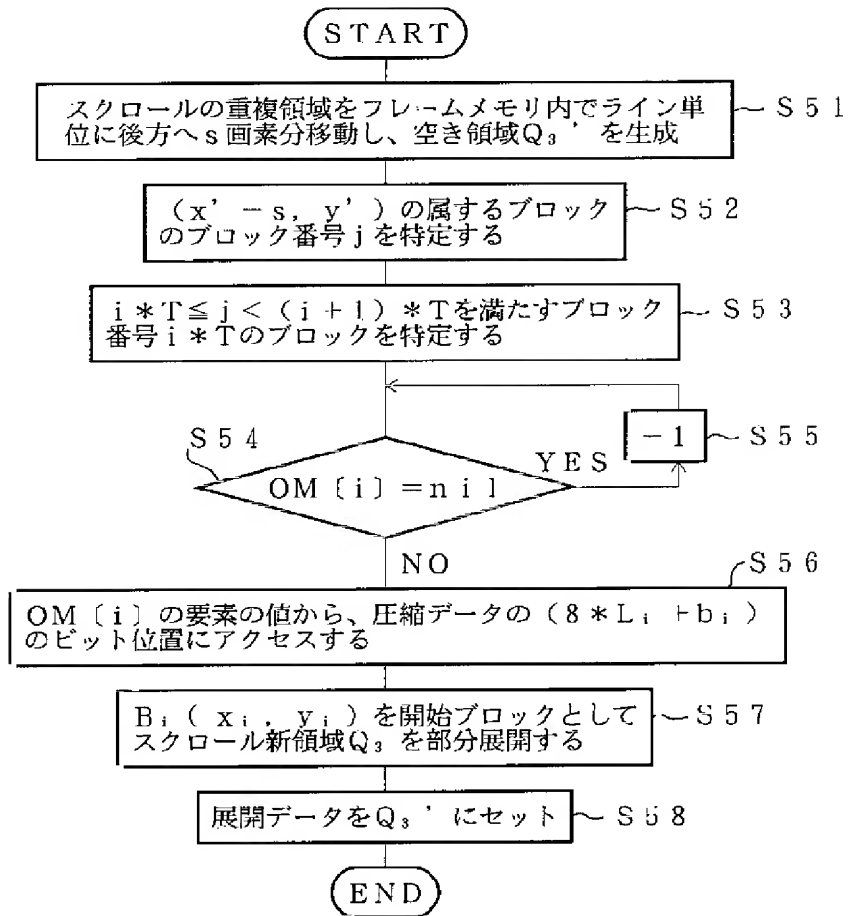 START
スクロールの重複領域をフレームメモリ内でライン単
位に後方へs画素分移動し、空き領域Q₃'を生成
S51
(x'-s, y')の属するブロック
のブロック番号jを特定する
S52
i*T≦j<(i+1)*Tを満たすブロック
番号i*Tのブロックを特定する
S53
S54
OM〔i〕=nil
YES
-1
S55
NO
S56
OM〔i〕の要素の値から、圧縮データの(8*Lᵢ+bᵢ)
のビット位置にアクセスする
Bᵢ(xᵢ, yᵢ)を開始ブロックとして
スクロール新領域Q₃を部分展開する
S57
展開データをQ₃'にセット
S58
END